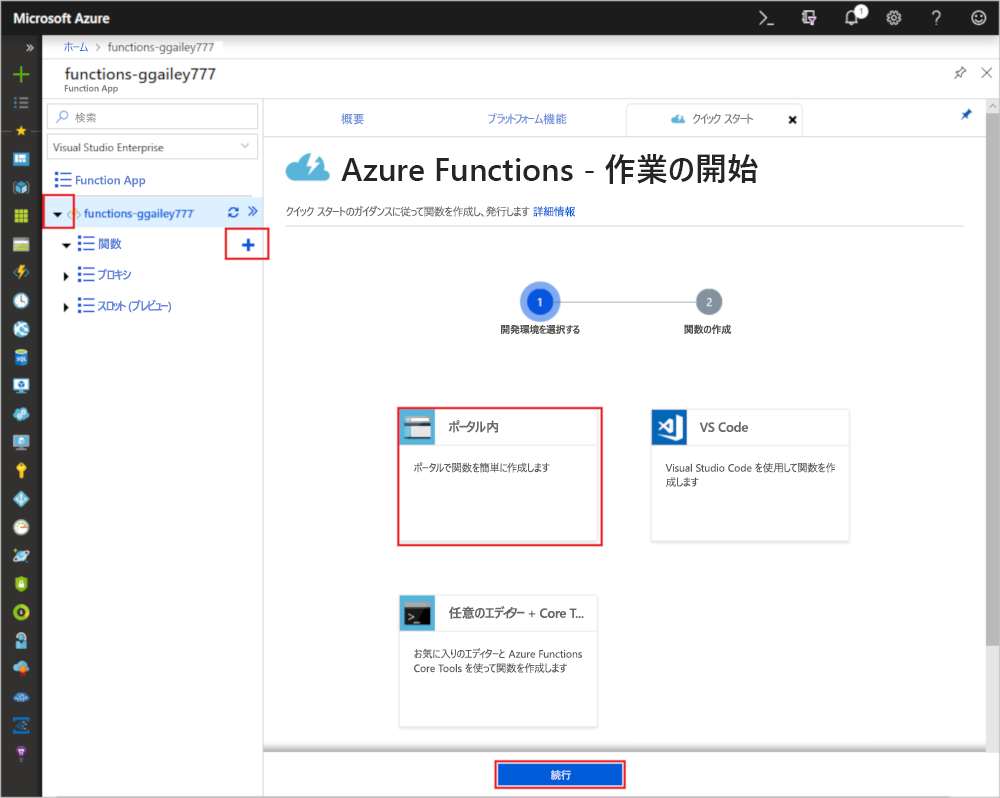 Microsoft Azure
1
ホーム > functions-ggailey777
functions-ggailey777
Function App
検索
Visual Studio Enterprise
Function App
functions-ggailey777
関数
プロキシ
スロット (プレビュー)
概要
プラットフォーム機能
クイック スタート
Azure Functions - 作業の開始
クイック スタートのガイダンスに従って関数を作成し、発行します 詳細情報
1
2
開発環境を選択する
関数の作成
ポータル内
ポータルで関数を簡単に作成します
VS Code
Visual Studio Code を使用して関数を作
成します
任意のエディター + Core T...
お気に入りのエディターと Azure Functions
Core Tools を使って関数を作成します
続行